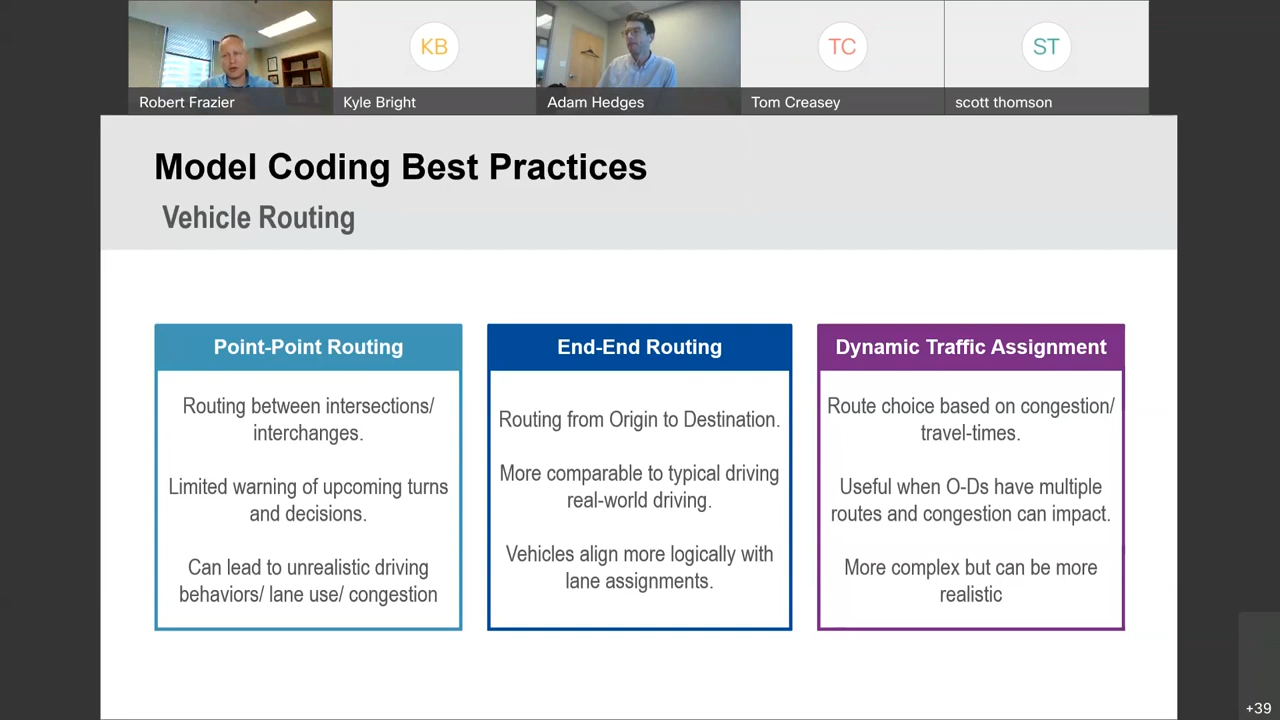 KB
TC
ST
Robert Frazier
Kyle Bright
Adam Hedges
Tom Creasey
scott thomson
Model Coding Best Practices
Vehicle Routing
Point-Point Routing
Routing between intersections/
interchanges.
Limited warning of upcoming turns
and decisions.
Can lead to unrealistic driving
behaviors/ lane use/ congestion
End-End Routing
Routing from Origin to Destination.
More comparable to typical driving
real-world driving.
Vehicles align more logically with
lane assignments.
Dynamic Traffic Assignment
Route choice based on congestion/
travel-times.
Useful when O-Ds have multiple
routes and congestion can impact.
More complex but can be more
realistic
+39